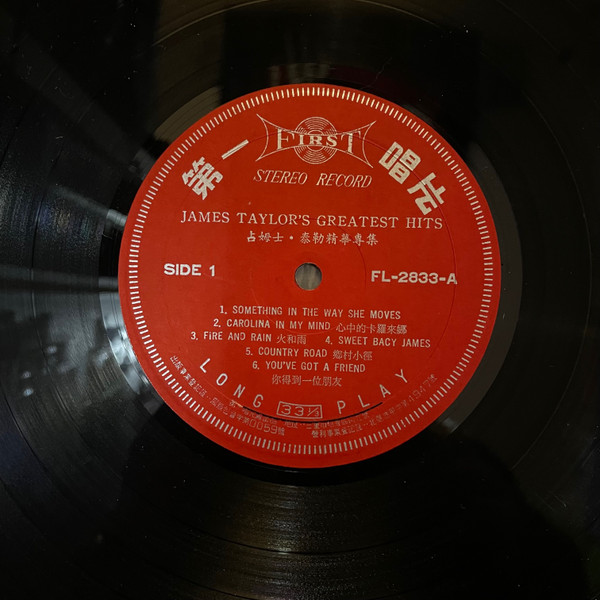 第一 FIRST 唱片
STEREO RECORD
JAMES TAYLOR'S GREATEST HITS
占姆士·泰勒精華專集
SIDE 1 FL-2833-A
1. SOMETHING IN THE WAY SHE MOVES
2. CAROLINA IN MY MIND 心中的卡羅來娜
3. FIRE AND RAIN 火和雨 4. SWEET BACY JAMES
5. COUNTRY ROAD 鄉村小徑
6. YOU'VE GOT A FRIEND
你得到一位朋友
LONG 33⅓ PLAY